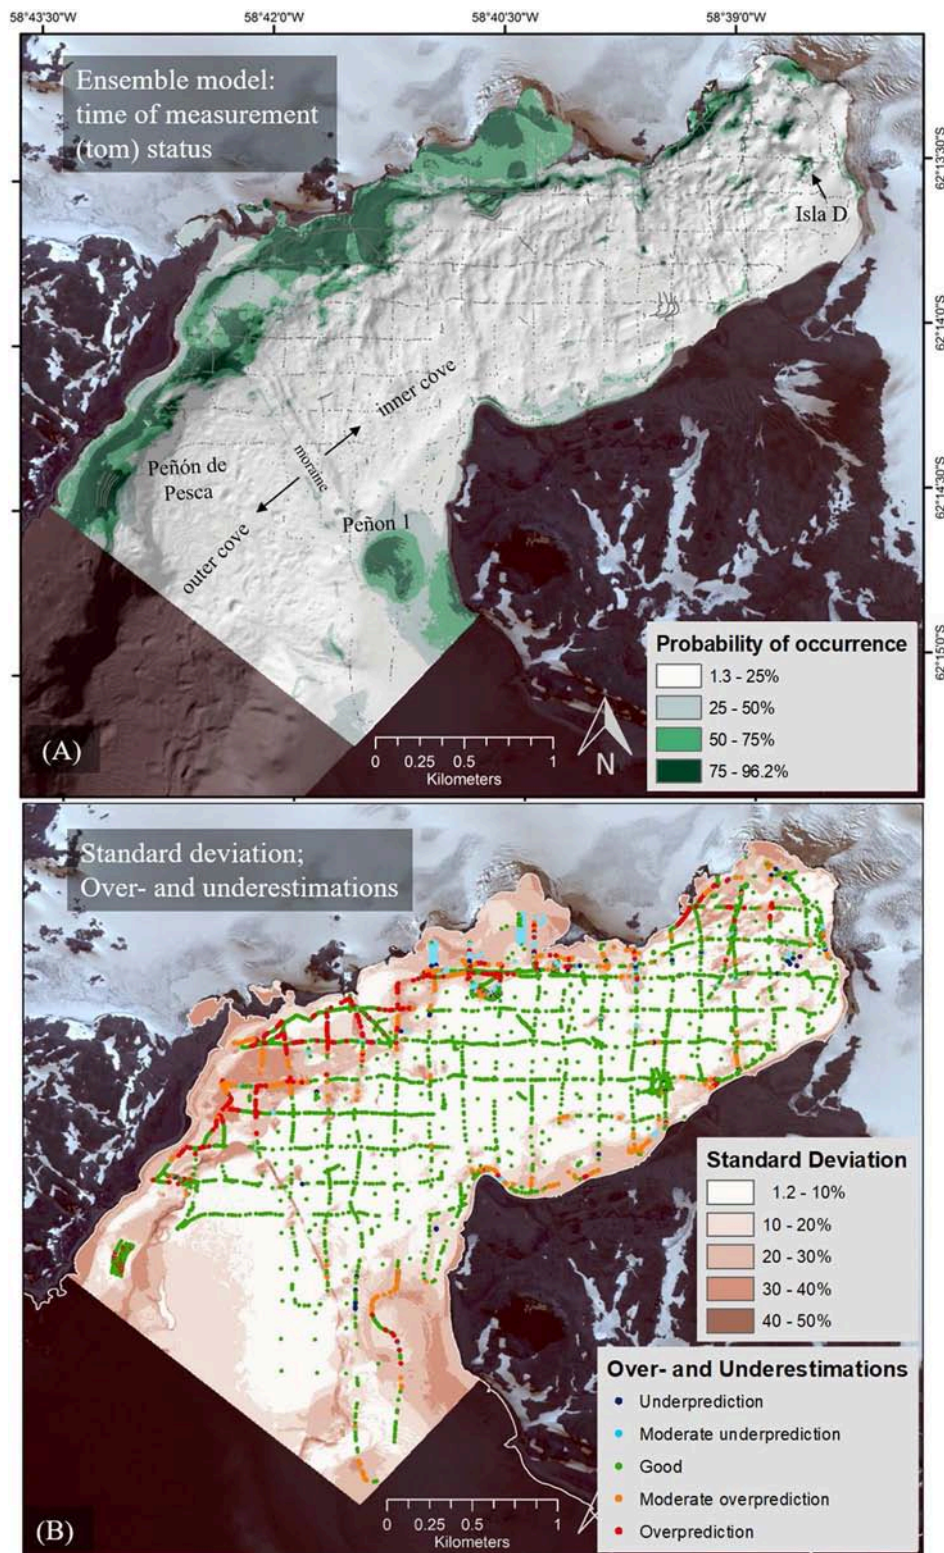 58°43'30"W 58°42'0"W 58°40'30"W 58°39'0"W
Ensemble model:
time of measurement
(tom) status
62°13'30"S
Isla D
62°14'0"S
inner cove
moraine
Peñón de
Pesca
62°14'30"S
outer cove
Peñon 1
62°15'0"S
Probability of occurrence
1.3 - 25%
25 - 50%
50 - 75%
75 - 96.2%
(A)
0 0.25 0.5 1
Kilometers
N
Standard deviation;
Over- and underestimations
Standard Deviation
1.2 - 10%
10 - 20%
20 - 30%
30 - 40%
40 - 50%
Over- and Underestimations
Underprediction
Moderate underprediction
Good
Moderate overprediction
Overprediction
(B)
0 0.25 0.5 1
Kilometers